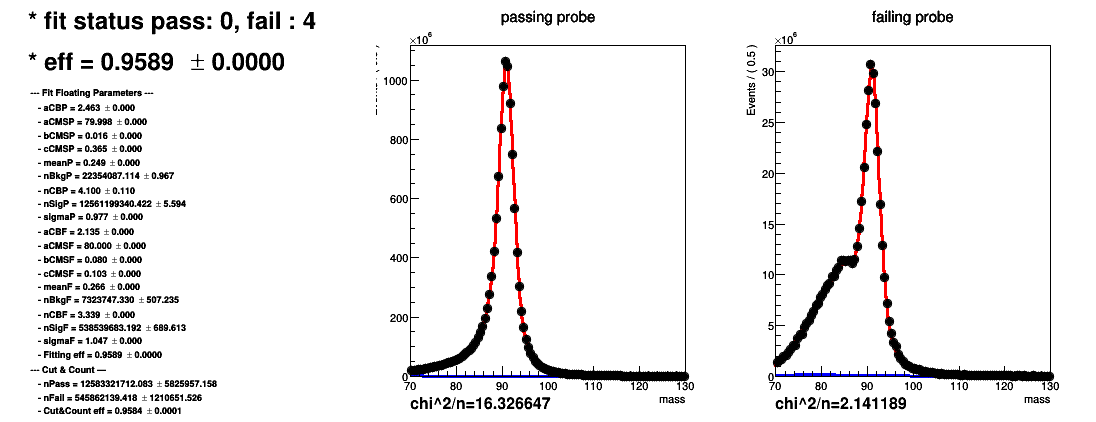 * fit status pass: 0, fail : 4
* eff = 0.9589 ± 0.0000
--- Fit Floating Parameters ---
- aCBP = 2.463 ± 0.000
- aCMSP = 79.998 ± 0.000
- bCMSP = 0.016 ± 0.000
- cCMSP = 0.365 ± 0.000
- meanP = 0.249 ± 0.000
- nBkgP = 22354087.114 ± 0.967
- nCBP = 4.100 ± 0.110
- nSigP = 12561199340.422 ± 5.594
- sigmaP = 0.977 ± 0.000
- aCBF = 2.135 ± 0.000
- aCMSF = 80.000 ± 0.000
- bCMSF = 0.080 ± 0.000
- cCMSF = 0.103 ± 0.000
- meanF = 0.266 ± 0.000
- nBkgF = 7323747.330 ± 507.235
- nCBF = 3.339 ± 0.000
- nSigF = 538539683.192 ± 689.613
- sigmaF = 1.047 ± 0.000
- Fitting eff = 0.9589 ± 0.0000
--- Cut & Count ---
- nPass = 12583321712.083 ± 5825957.158
- nFail = 545862139.418 ± 1210651.526
- Cut&Count eff = 0.9584 ± 0.0001
passing probe
×10⁶
1000
800
600
400
200
0
70 80 90 100 110 120 130
mass
chi^2/n=16.326647
failing probe
×10⁶
Events / ( 0.5 )
30
25
20
15
10
5
0
70 80 90 100 110 120 130
mass
chi^2/n=2.141189